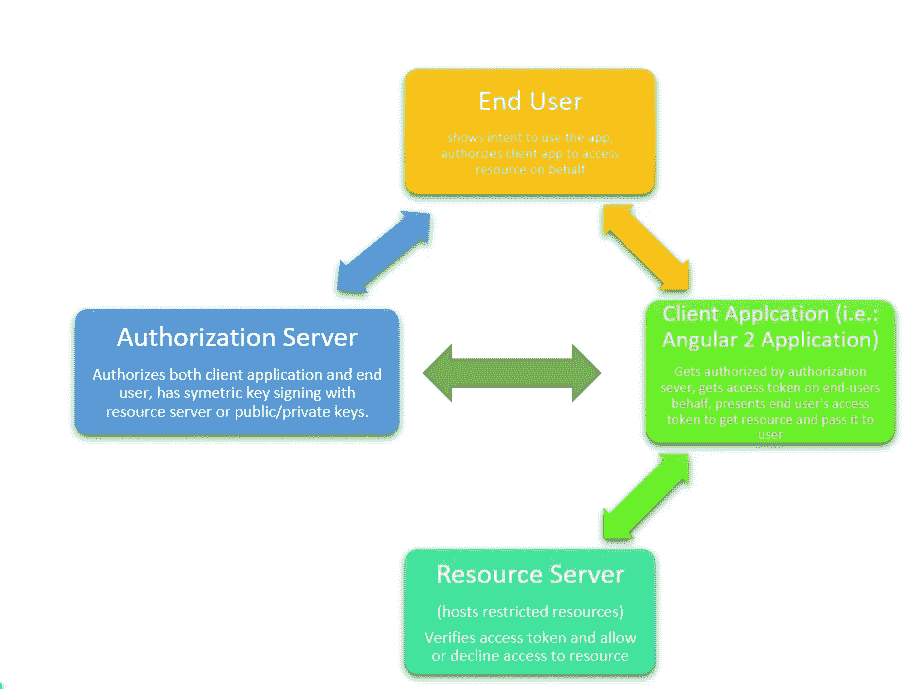 End User
shows intent to use the app,
authorizes client app to access
resource on behalf
Authorization Server
Authorizes both client application and end
user, has symetric key signing with
resource server or public/private keys.
Client Applcation (i.e.:
Angular 2 Application)
Gets authorized by authorization
sever, gets access token on end-users
behalf, presents end user's access
token to get resource and pass it to
user
Resource Server
(hosts restricted resources)
Verifies access token and allow
or decline access to resource